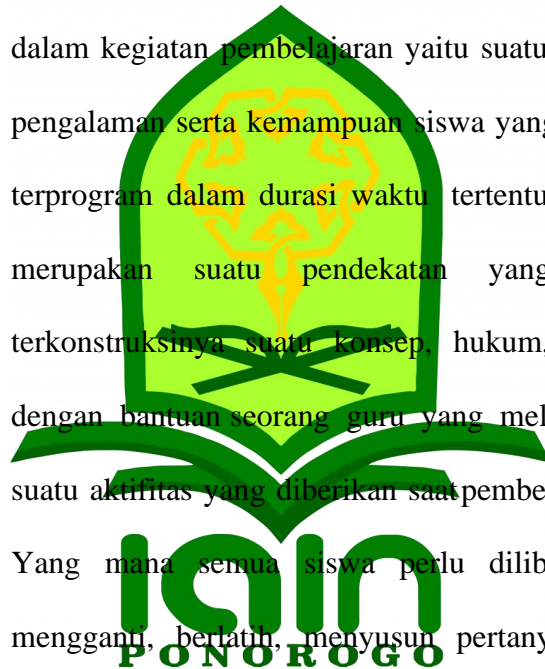 dalam kegiatan pembelajaran yaitu suatu
pengalaman serta kemampuan siswa yang
terprogram dalam durasi waktu tertentu
merupakan suatu pendekatan yang
terkonstruksinya suatu konsep, hukum,
dengan bantuan seorang guru yang mel
suatu aktifitas yang diberikan saat pembe
Yang mana semua siswa perlu dilib
iain
mengganti, berlatih, menyusun pertany
PONOROGO